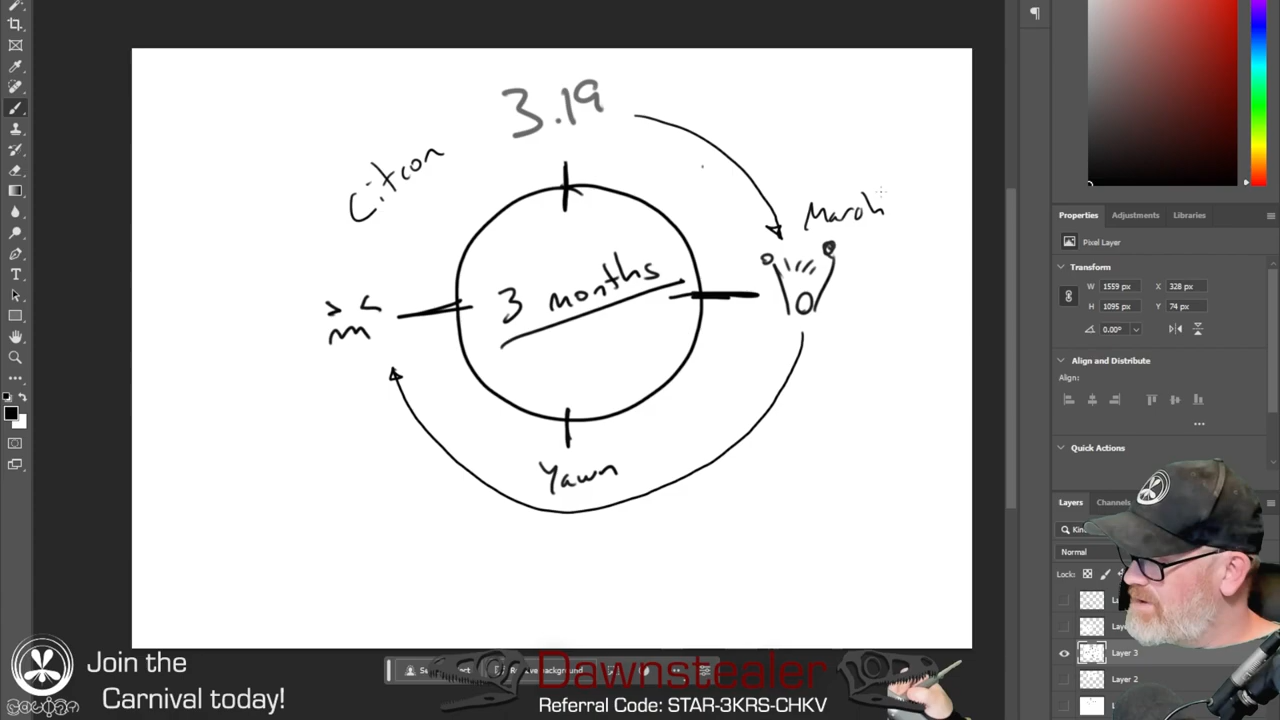 3.19
Citcon
March
3 months
Yawn
Properties
Adjustments
Libraries
Pixel Layer
Transform
W 1559 px X 328 px
H 1095 px Y 74 px
0.00°
Align and Distribute
Align:
Quick Actions
Layers
Channels
Normal
Lock:
Layer 3
Layer 2
Join the
Carnival today!
Dawnstealer
Referral Code: STAR-3KRS-CHKV